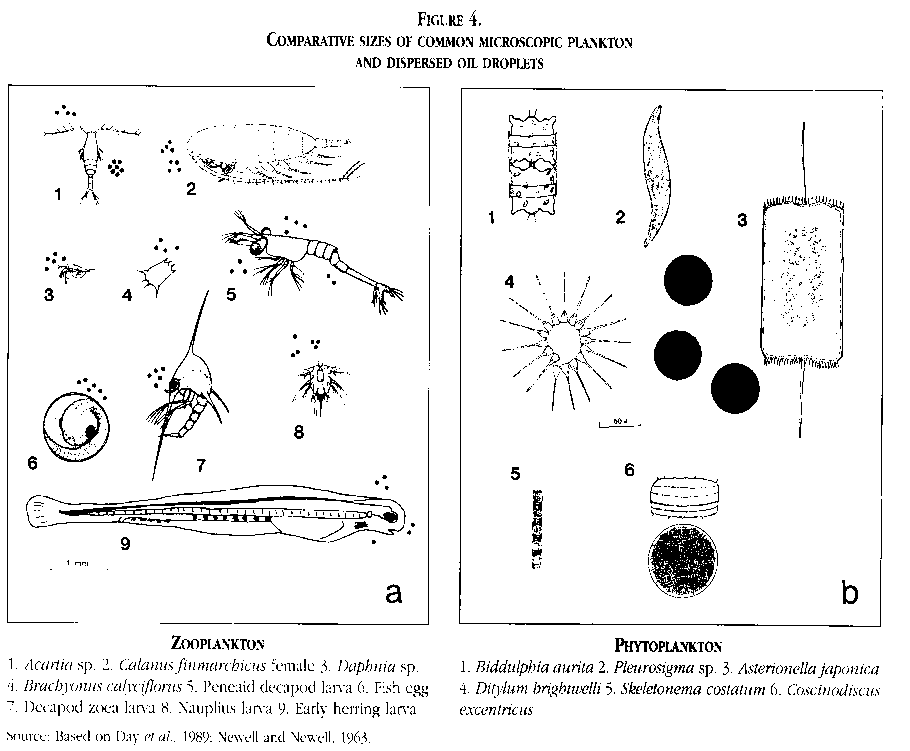 FIGURE 4.
COMPARATIVE SIZES OF COMMON MICROSCOPIC PLANKTON
AND DISPERSED OIL DROPLETS
1
2
3
4
5
6
7
8
9
1 mm
a
1
2
3
4
60 μ
5
6
b
ZOOPLANKTON
1. Acartia sp. 2. Calanus finmarchicus female 3. Daphnia sp.
4. Brachyonus calyciflorus 5. Peneaid decapod larva 6. Fish egg
7. Decapod zoea larva 8. Nauplius larva 9. Early herring larva
PHYTOPLANKTON
1. Biddulphia aurita 2. Pleurosigma sp. 3. Asterionella japonica
4. Ditylum brightwelli 5. Skeletonema costatum 6. Coscinodiscus
excentricus
Source: Based on Day et al., 1989; Newell and Newell, 1963.